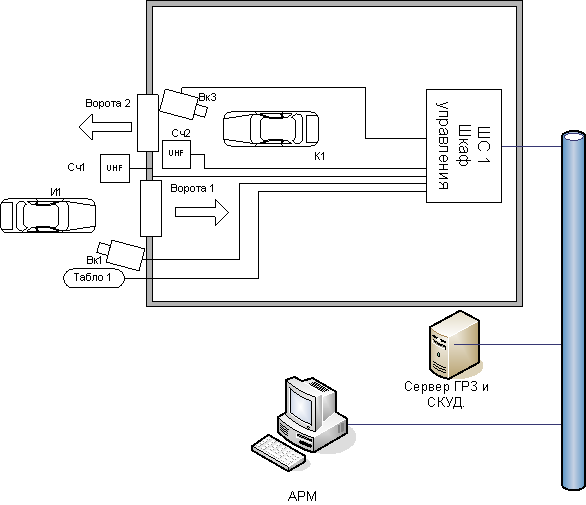 Вк3
Ворота 2
Сч2
UHF
К1
Сч1
UHF
ШС 1
Шкаф
управления
И1
Ворота 1
Вк1
Табло 1
Сервер ГРЗ и
СКУД.
АРМ